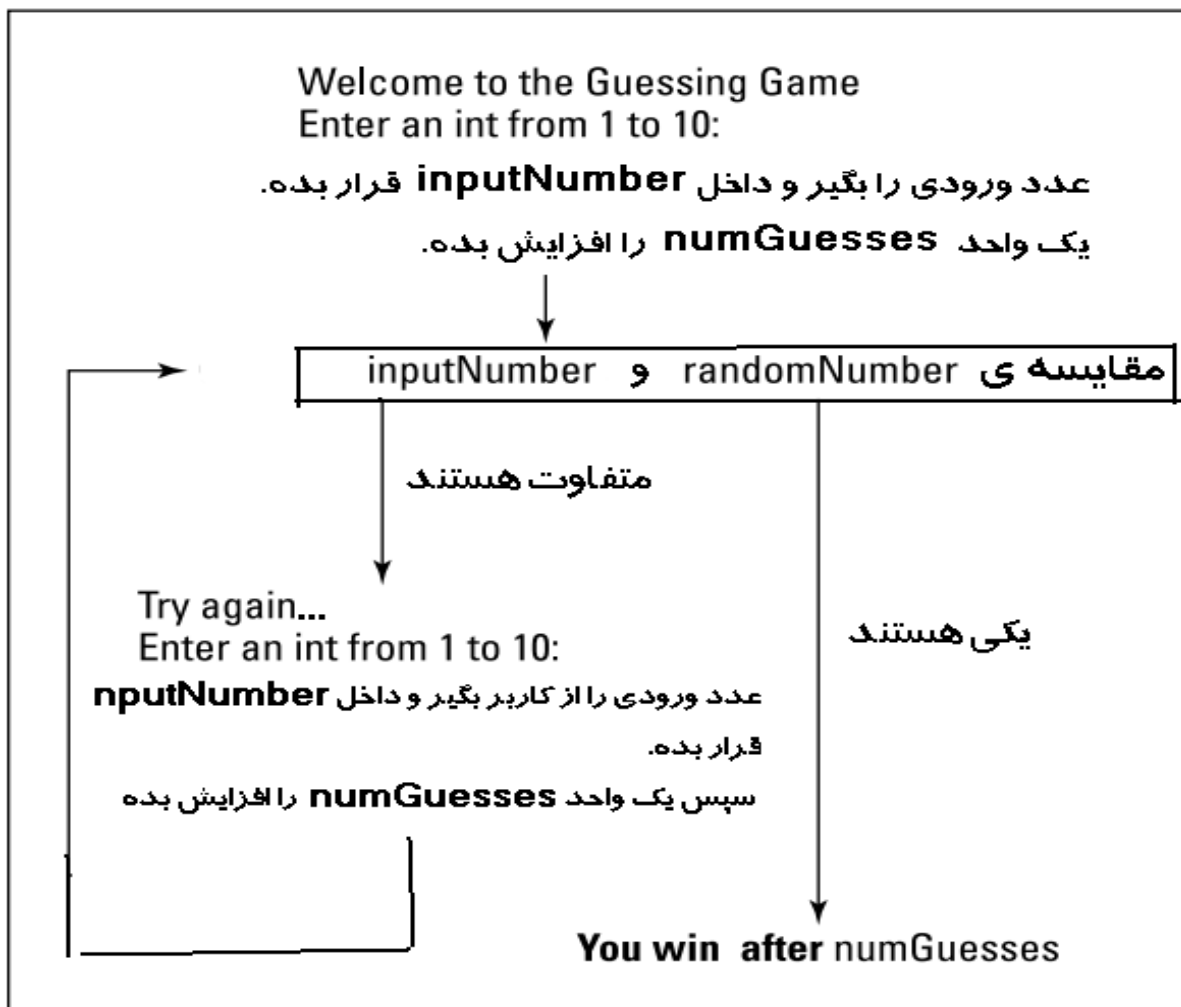 Welcome to the Guessing Game
Enter an int from 1 to 10:
عدد ورودی را بگیر و داخل inputNumber قرار بده.
یک واحد numGuesses را افزایش بده.
مقایسه ی randomNumber و inputNumber
متفاوت هستند
یکی هستند
Try again...
Enter an int from 1 to 10:
عدد ورودی را از کاربر بگیر و داخل nputNumber
قرار بده.
سپس یک واحد numGuesses را افزایش بده
You win after numGuesses